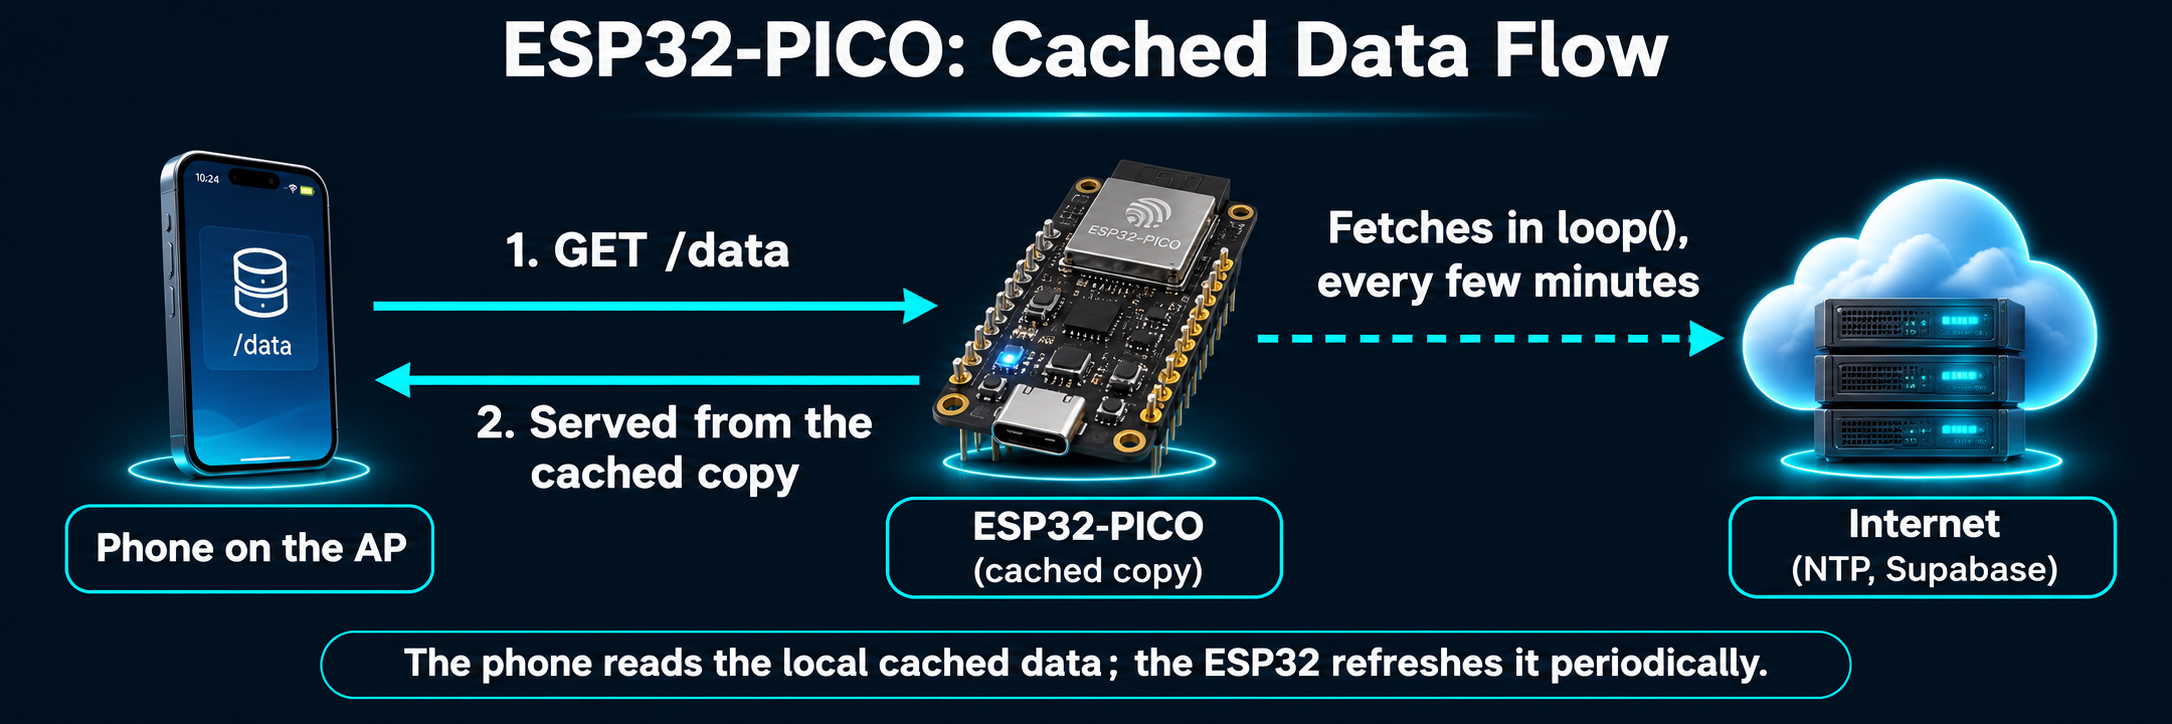 ESP32-PICO: Cached Data Flow
10:24
/data
1. GET /data
2. Served from the
cached copy
ESP32-PICO
Fetches in loop(),
every few minutes
Phone on the AP
ESP32-PICO
(cached copy)
Internet
(NTP, Supabase)
The phone reads the local cached data; the ESP32 refreshes it periodically.